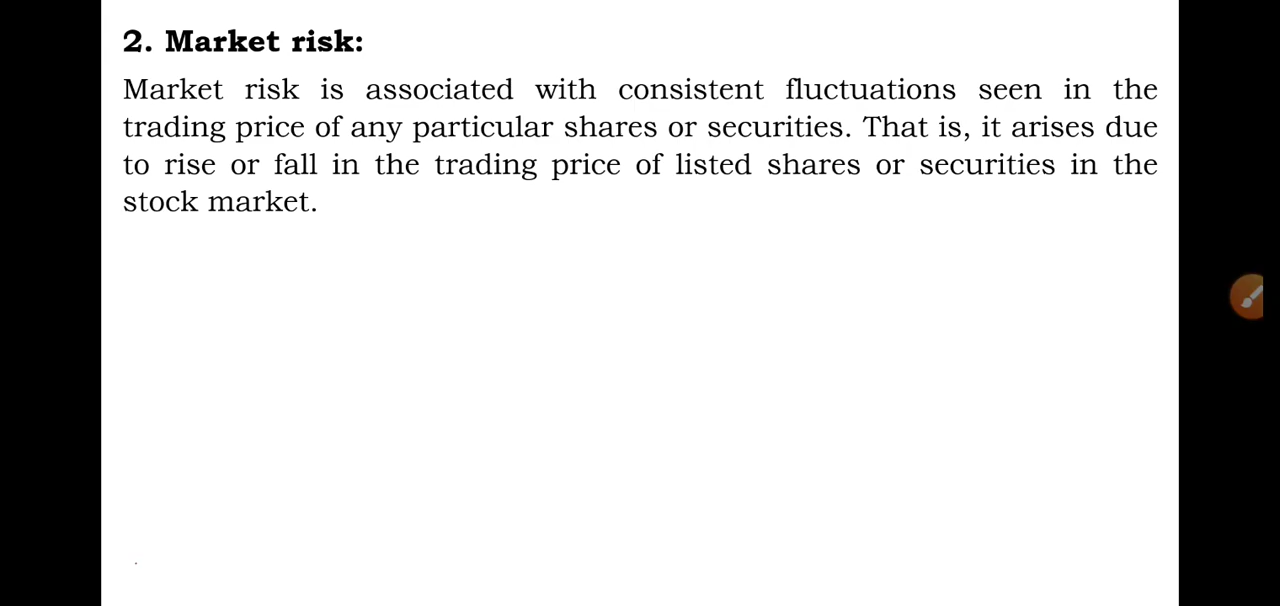 2. Market risk:
Market risk is associated with consistent fluctuations seen in the
trading price of any particular shares or securities. That is, it arises due
to rise or fall in the trading price of listed shares or securities in the
stock market.